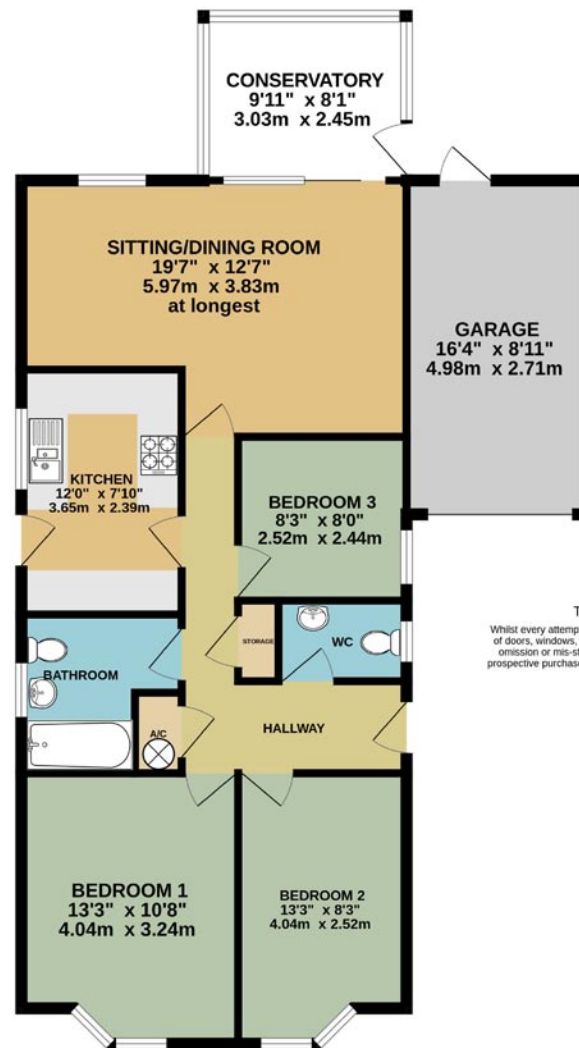 CONSERVATORY
9'11" x 8'1"
3.03m x 2.45m
SITTING/DINING ROOM
19'7" x 12'7"
5.97m x 3.83m
at longest
GARAGE
16'4" x 8'11"
4.98m x 2.71m
KITCHEN
12'0" x 7'10"
3.65m x 2.39m
BEDROOM 3
8'3" x 8'0"
2.52m x 2.44m
T
Whilst every attemp
of doors, windows,
omission or mis-st
prospective purchase
STORAGE
WC
BATHROOM
A/C
HALLWAY
BEDROOM 1
13'3" x 10'8"
4.04m x 3.24m
BEDROOM 2
13'3" x 8'3"
4.04m x 2.52m